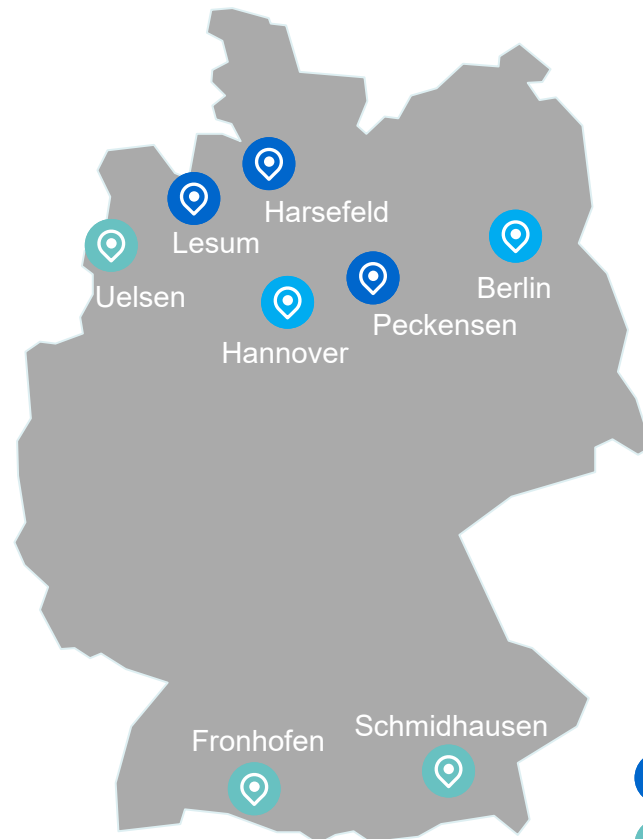 Harsefeld
Lesum
Berlin
Uelsen
Peckensen
Hannover
Schmidhausen
Fronhofen